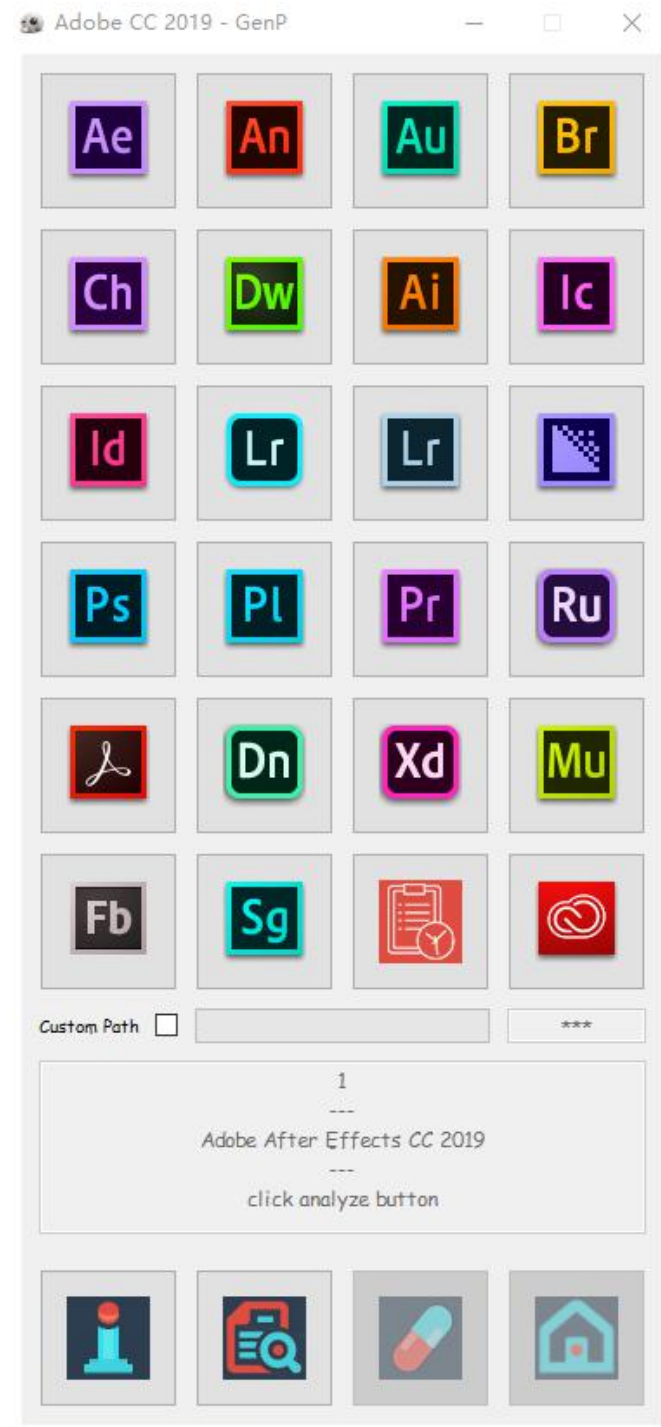 Adobe CC 2019 - GenP
Ae An Au Br
Ch Dw Ai Ic
Id Lr Lr
Ps Pl Pr Ru
Dn Xd Mu
Fb Sg
Custom Path ***
1
---
Adobe After Effects CC 2019
---
click analyze button